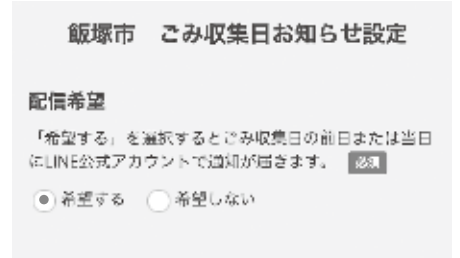 飯塚市　ごみ収集日お知らせ設定
配信希望
「希望する」を選択するとごみ収集日の前日または当日
にLINE公式アカウントで通知が届きます。 必須
希望する 希望しない